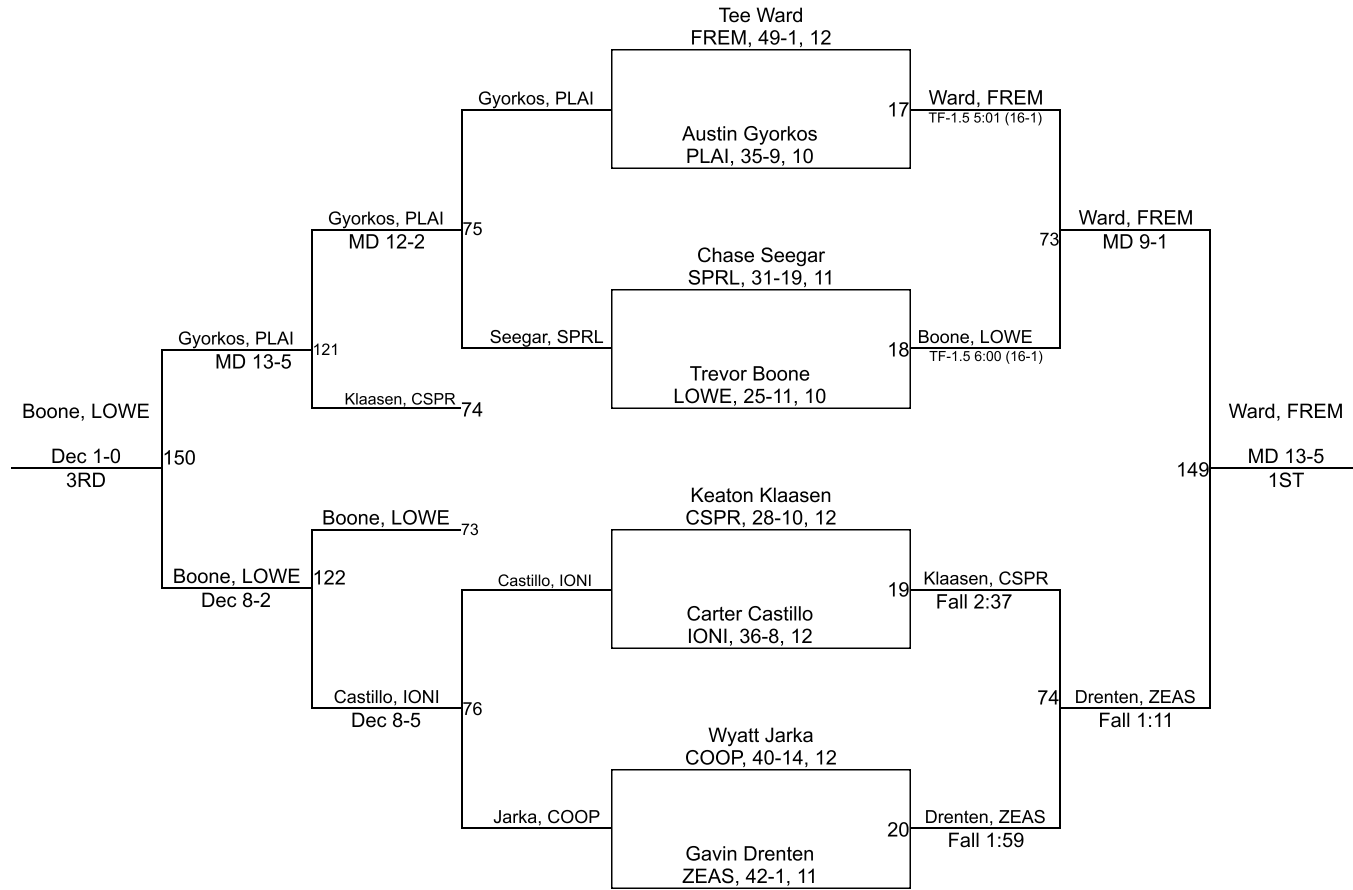 Tee Ward
FREM, 49-1, 12
Gyorkos, PLAI
17
Ward, FREM
TF-1.5 5:01 (16-1)
Austin Gyorkos
PLAI, 35-9, 10
Gyorkos, PLAI
75
MD 12-2
Ward, FREM
73
MD 9-1
Chase Seegar
SPRL, 31-19, 11
Gyorkos, PLAI
121
MD 13-5
Seegar, SPRL
18
Boone, LOWE
TF-1.5 6:00 (16-1)
Trevor Boone
LOWE, 25-11, 10
Klaasen, CSPR
74
Boone, LOWE
Ward, FREM
Dec 1-0
150
3RD
149
MD 13-5
1ST
Keaton Klaasen
CSPR, 28-10, 12
Boone, LOWE
73
Boone, LOWE
122
Dec 8-2
Castillo, IONI
19
Klaasen, CSPR
Fall 2:37
Carter Castillo
IONI, 36-8, 12
Castillo, IONI
76
Dec 8-5
74
Drenten, ZEAS
Fall 1:11
Wyatt Jarka
COOP, 40-14, 12
Jarka, COOP
20
Drenten, ZEAS
Fall 1:59
Gavin Drenten
ZEAS, 42-1, 11